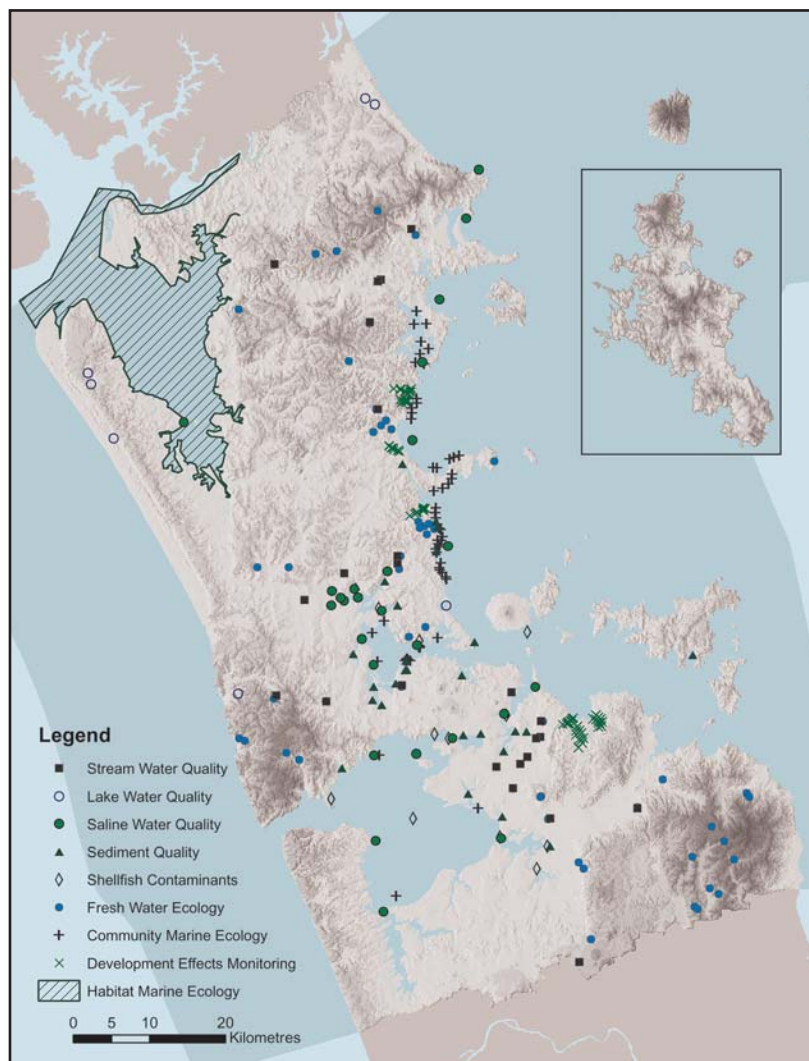 Legend
Stream Water Quality
Lake Water Quality
Saline Water Quality
Sediment Quality
Shellfish Contaminants
Fresh Water Ecology
Community Marine Ecology
Development Effects Monitoring
Habitat Marine Ecology
0 5 10 20
Kilometres